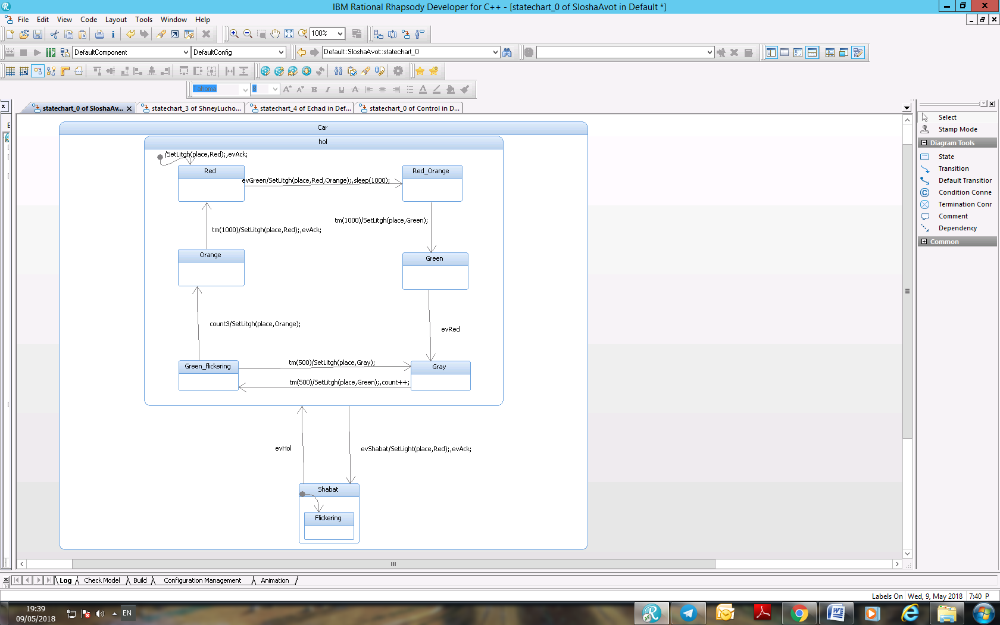 IBM Rational Rhapsody Developer for C++ - [statechart_0 of SloshaAvot in Default *]
File Edit View Code Layout Tools Window Help
100%
DefaultComponent DefaultConfig Default::SloshaAvot::statechart_0
Tahoma 8
statechart_0 of SloshaAv... statechart_3 of ShneyLucho... statechart_4 of Echad in Def... statechart_0 of Control in D...
Car
hol
/SetLitgh(place,Red);,evAck;
Red
evGreen/SetLitgh(place,Red,Orange);,sleep(1000);
Red_Orange
tm(1000)/SetLitgh(place,Green);
tm(1000)/SetLitgh(place,Red);,evAck;
Orange
Green
count3/SetLitgh(place,Orange);
evRed
Green_flickering
tm(500)/SetLitgh(place,Gray);
Gray
tm(500)/SetLitgh(place,Green);,count++;
evHol
evShabat/SetLight(place,Red);,evAck;
Shabat
Flickering
Select
Stamp Mode
Diagram Tools
State
Transition
Default Transitior
Condition Conne
Termination Conr
Comment
Dependency
Common
Log Check Model Build Configuration Management Animation
Labels On Wed, 9, May 2018 7:40 P
19:39
09/05/2018
EN